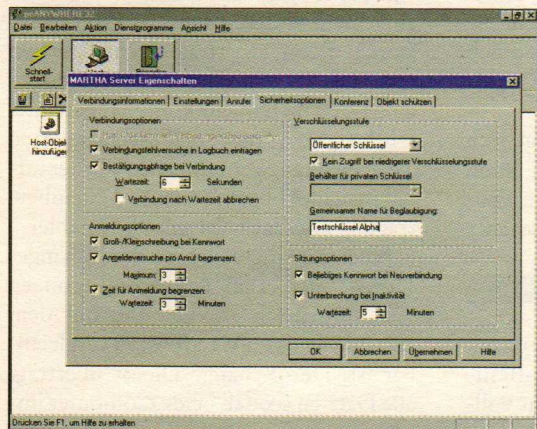 pcANYWHERE32
Datei Bearbeiten Aktion Dienstprogramme Ansicht Hilfe
Schnell-
start
MARTHA Server Eigenschaften
Verbindungsinformationen Einstellungen Anrufer Sicherheitsoptionen Konferenz Objekt schützen
Host-Objekt
hinzufügen
Verbindungsoptionen
Verbindungsfehlversuche in Logbuch eintragen
Bestätigungsabfrage bei Verbindung
Wartezeit: 6 Sekunden
Verbindung nach Wartezeit abbrechen
Anmeldungsoptionen
Groß-/Kleinschreibung bei Kennwort
Anmeldeversuche pro Anruf begrenzen:
Maximum: 3
Zeit für Anmeldung begrenzen:
Wartezeit: 3 Minuten
Verschlüsselungsstufe
Öffentlicher Schlüssel
Kein Zugriff bei niedrigerer Verschlüsselungsstufe
Behälter für privaten Schlüssel
Gemeinsamer Name für Beglaubigung:
Testschlüssel Alpha
Sitzungsoptionen
Beliebiges Kennwort bei Neuverbindung
Unterbrechung bei Inaktivität
Wartezeit: 5 Minuten
OK Abbrechen Übernehmen Hilfe
Drücken Sie F1, um Hilfe zu erhalten